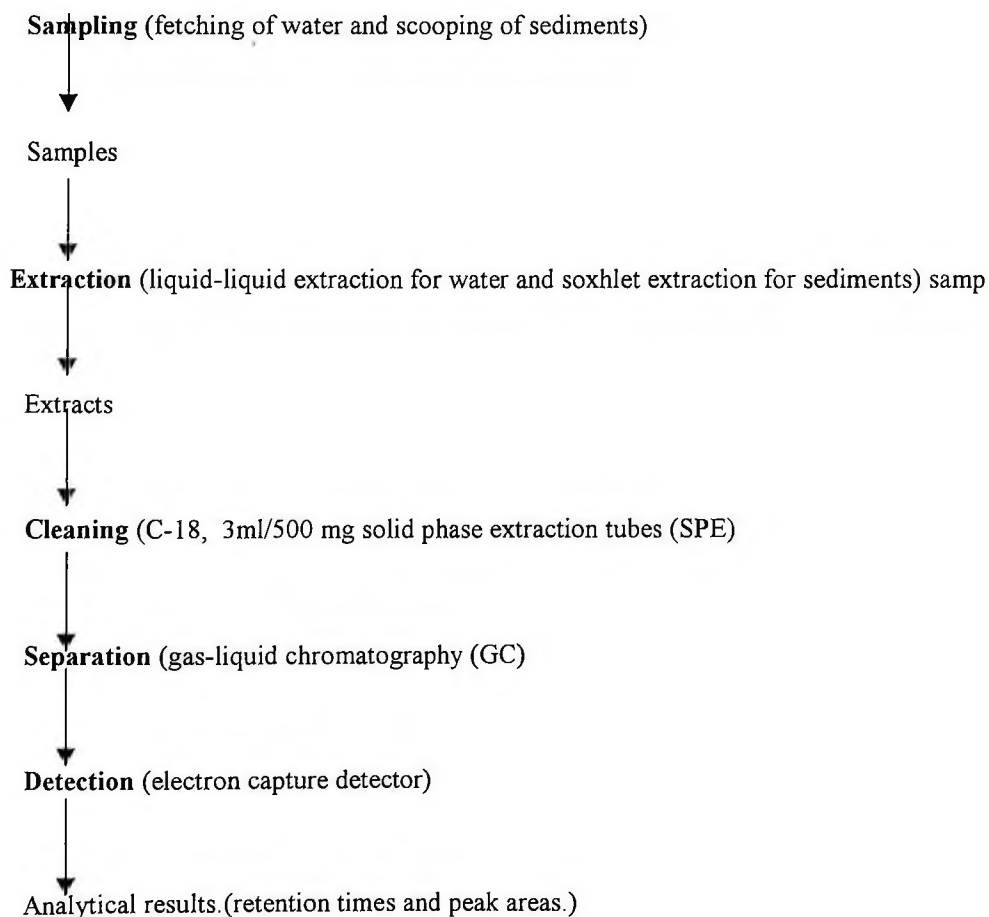 Sampling (fetching of water and scooping of sediments)
Samples
Extraction (liquid-liquid extraction for water and soxhlet extraction for sediments) samp
Extracts
Cleaning (C-18, 3ml/500 mg solid phase extraction tubes (SPE)
Separation (gas-liquid chromatography (GC)
Detection (electron capture detector)
Analytical results.(retention times and peak areas.)